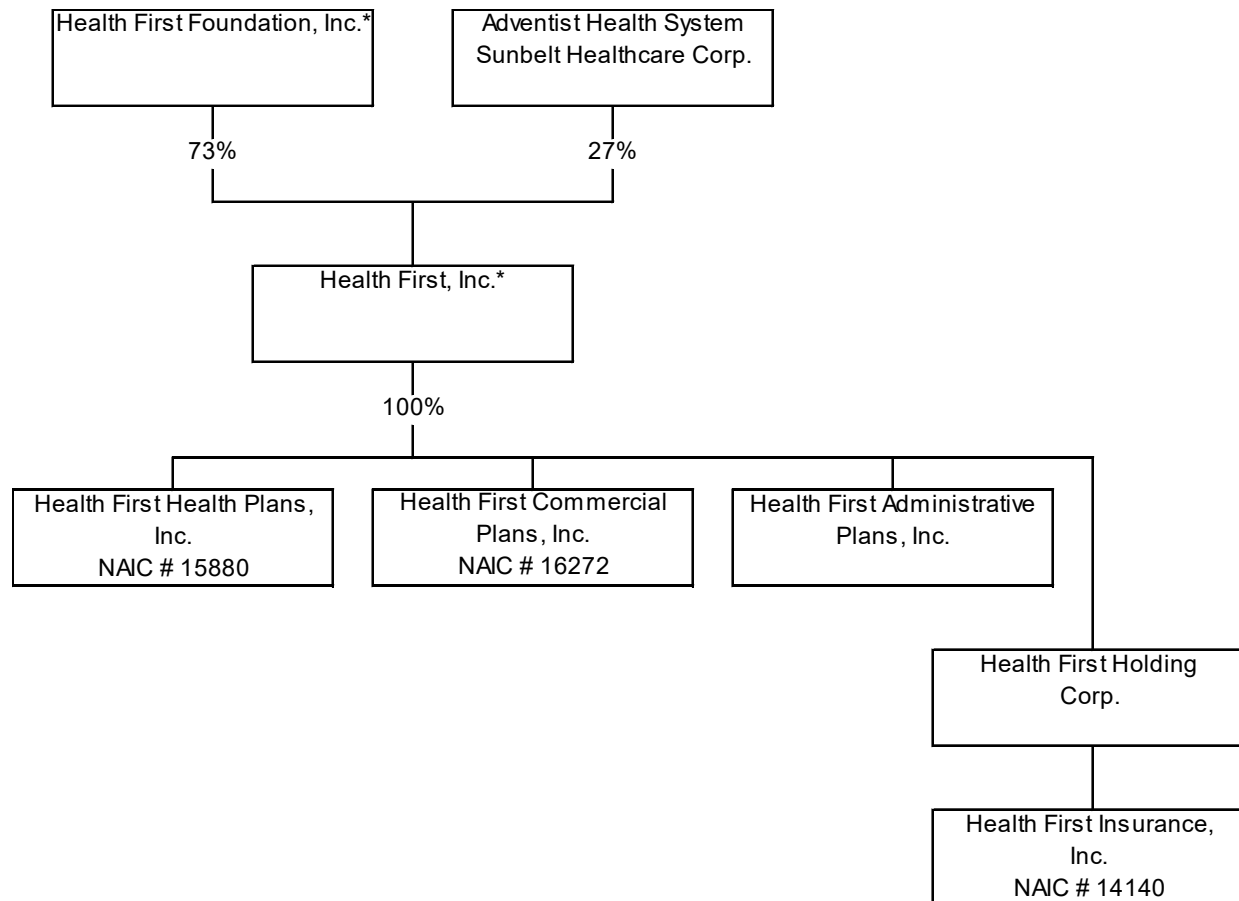 Health First Foundation, Inc.*
Adventist Health System
Sunbelt Healthcare Corp.
73%
27%
Health First, Inc.*
100%
Health First Health Plans,
Inc.
NAIC # 15880
Health First Commercial
Plans, Inc.
NAIC # 16272
Health First Administrative
Plans, Inc.
Health First Holding
Corp.
Health First Insurance,
Inc.
NAIC # 14140